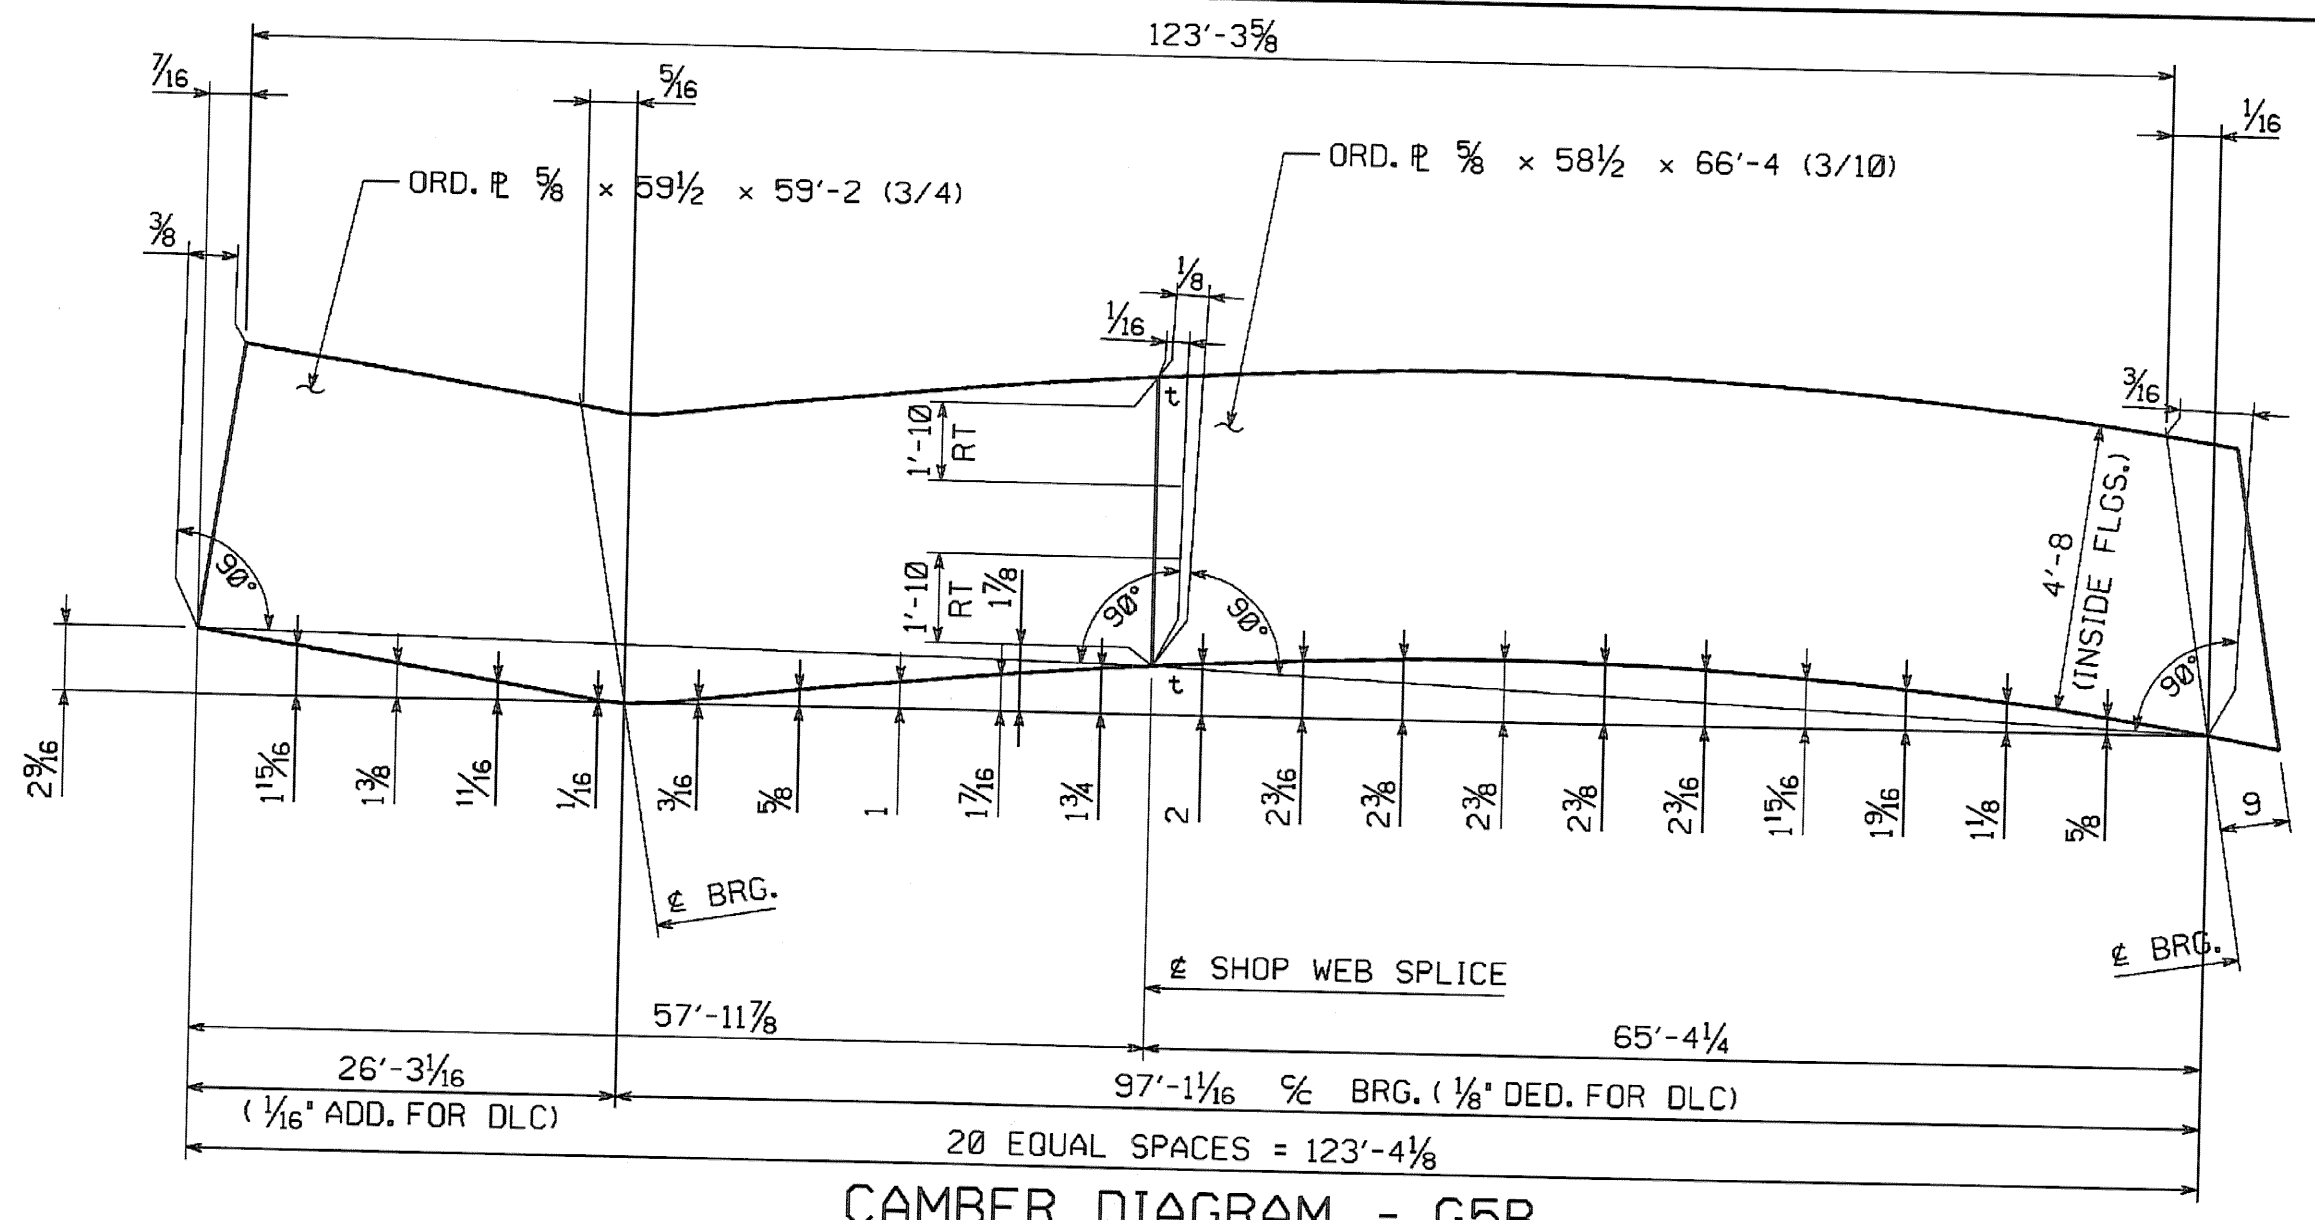 123'-3⅝
7/16
5/16
1/16
ORD. ℄ ⅝ × 58½ × 66'-4 (3/10)
ORD. ℄ ⅝ × 59½ × 59'-2 (3/4)
3/8
1/8
1/16
3/16
t
1'-10
RT
4'-8
(INSIDE FLGS.)
90°
1'-10
RT
1⅞
90°
90°
90°
t
2 9/16
1 15/16
1⅜
11/16
1/16
3/16
5/8
1
1 7/16
1¾
2
2 3/16
2⅜
2⅜
2⅜
2 3/16
1 15/16
1 9/16
1⅛
5/8
9
℄ BRG.
℄ BRG.
℄ SHOP WEB SPLICE
57'-11⅞
65'-4¼
26'-3 1/16
(1/16" ADD. FOR DLC)
97'-1 1/16 C/C BRG. (⅛" DED. FOR DLC)
20 EQUAL SPACES = 123'-4⅛
CAMBER DIAGRAM - G5B